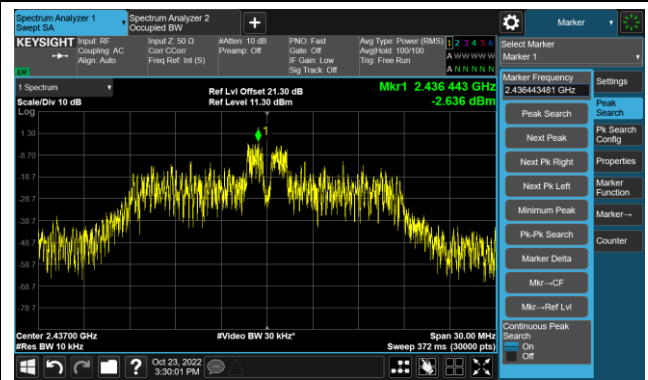 Spectrum Analyzer 1
Swept SA
Spectrum Analyzer 2
Occupied BW
+
Marker
KEYSIGHT
Input: RF
Coupling: AC
Align: Auto
Input Z: 50 Ω
Corr CCorr
Freq Ref: Int (S)
#Atten: 10 dB
Preamp: Off
PNO: Fast
Gate: Off
IF Gain: Low
Sig Track: Off
Avg Type: Power (RMS)
Avg|Hold: 100/100
Trig: Free Run
1 2 3 4 5 6
A W W W W W
A N N N N N
LW
Select Marker
Marker 1
1 Spectrum
Scale/Div 10 dB
Log
Ref Lvl Offset 21.30 dB
Ref Level 11.30 dBm
Mkr1 2.436 443 GHz
-2.636 dBm
1
1.30
-8.70
-18.7
-28.7
-38.7
-48.7
-58.7
-68.7
-78.7
Center 2.43700 GHz
#Res BW 10 kHz
#Video BW 30 kHz*
Span 30.00 MHz
Sweep 372 ms (30000 pts)
Marker Frequency
2.436443481 GHz
Peak Search
Next Peak
Next Pk Right
Next Pk Left
Minimum Peak
Pk-Pk Search
Marker Delta
Mkr→CF
Mkr→Ref Lvl
Continuous Peak
Search
On
Off
Settings
Peak
Search
Pk Search
Config
Properties
Marker
Function
Marker→
Counter
?
Oct 23, 2022
3:30:01 PM